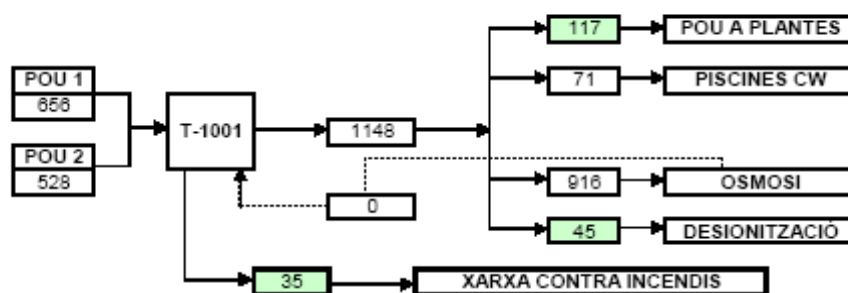 117 POU A PLANTES
POU 1
656
71 PISCINES CW
T-1001
1148
POU 2
528
916 OSMOSI
0
45 DESIONITZACIÓ
35 XARXA CONTRA INCENDIS